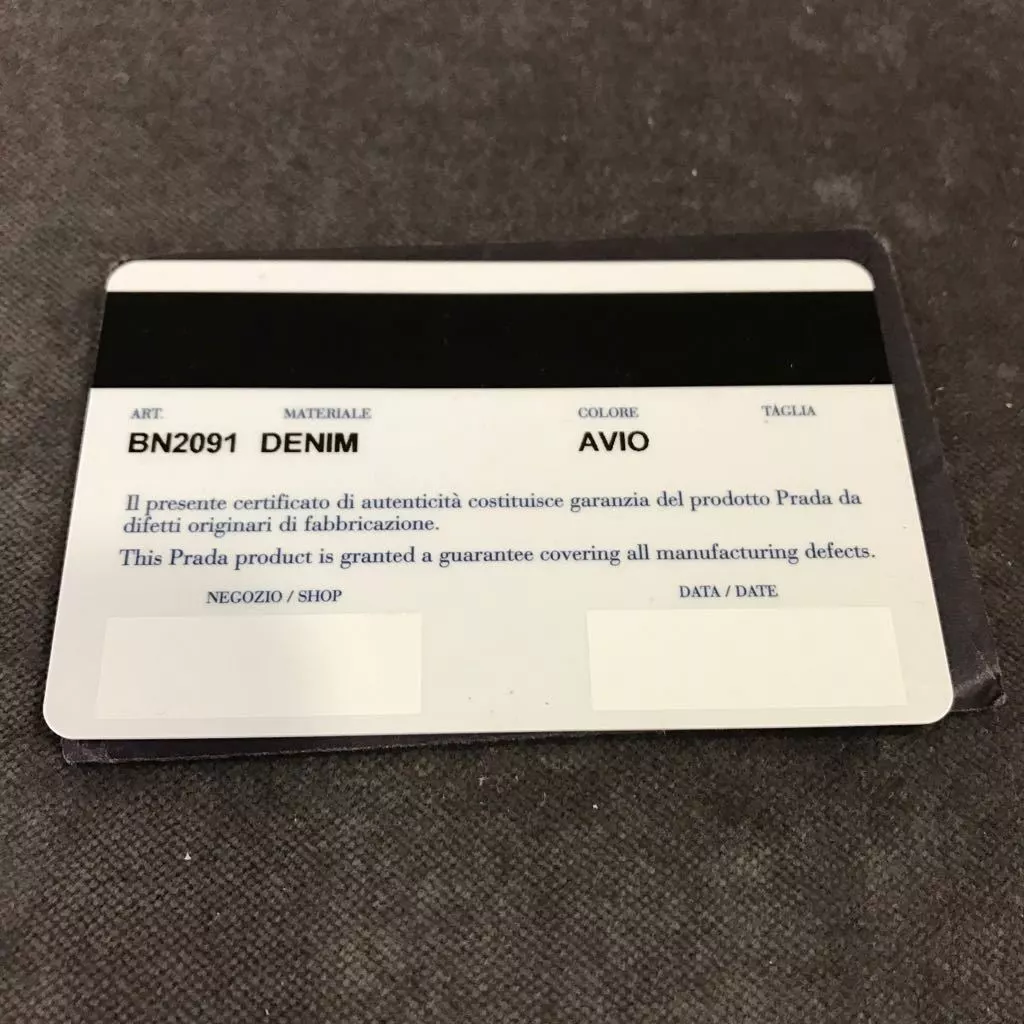 ART. MATERIALE COLORE TAGLIA
BN2091 DENIM AVIO
Il presente certificato di autenticità costituisce garanzia del prodotto Prada da
difetti originari di fabbricazione.
This Prada product is granted a guarantee covering all manufacturing defects.
NEGOZIO / SHOP DATA / DATE